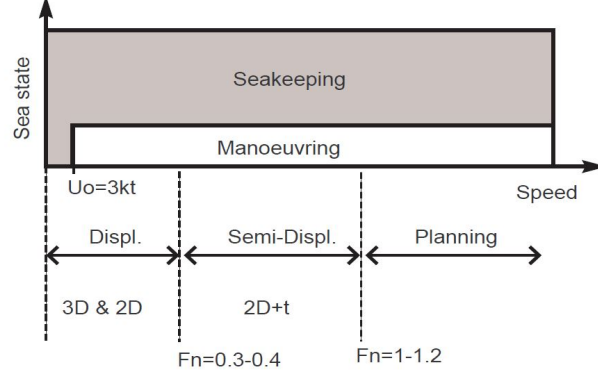 Sea state
Seakeeping
Manoeuvring
Uo=3kt
Speed
Displ.
Semi-Displ.
Planning
3D & 2D
2D+t
Fn=0.3-0.4
Fn=1-1.2